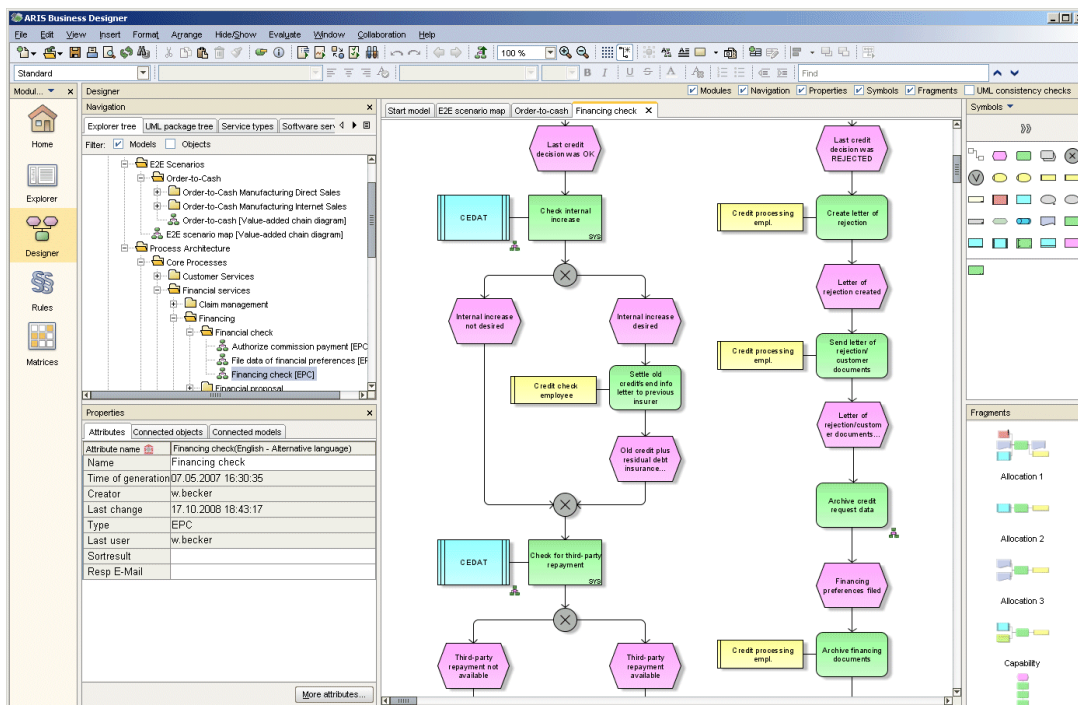 ARIS Business Designer
File Edit View Insert Format Arrange Hide/Show Evaluate Window Collaboration Help
100 %
Standard
B I U S A
Find
Modul...
Designer
Modules Navigation Properties Symbols Fragments UML consistency checks
Home
Explorer
Designer
Rules
Matrices
Navigation
Explorer tree UML package tree Service types Software ser
Filter: Models Objects
E2E Scenarios
Order-to-Cash
Order-to-Cash Manufacturing Direct Sales
Order-to-Cash Manufacturing Internet Sales
Order-to-cash [Value-added chain diagram]
E2E scenario map [Value-added chain diagram]
Process Architecture
Core Processes
Customer Services
Financial services
Claim management
Financing
Financial check
Authorize commission payment [EPC
File data of financial preferences [EF
Financing check [EPC]
Financial proposal
Properties
Attributes Connected objects Connected models
Attribute name Financing check(English - Alternative language)
Name Financing check
Time of generation 07.05.2007 16:30:35
Creator w.becker
Last change 17.10.2008 18:43:17
Type EPC
Last user w.becker
Sortresult
Resp E-Mail
More attributes...
Start model E2E scenario map Order-to-cash Financing check
Last credit
decision was OK
CEDAT
Check internal
increase
SYS
Internal increase
not desired
Internal increase
desired
Credit check
employee
Settle old
credit/send info
letter to previous
insurer
Old credit plus
residual debt
insurance...
CEDAT
Check for third-party
repayment
SYS
Third-party
repayment not
available
Third-party
repayment
available
Last credit
decision was
REJECTED
Credit processing
empl.
Create letter of
rejection
Letter of
rejection created
Credit processing
empl.
Send letter of
rejection/
customer
documents
Letter of
rejection/custom
er documents...
Archive credit
request data
Financing
preferences filed
Credit processing
empl.
Archive financing
documents
Symbols
Fragments
Allocation 1
Allocation 2
Allocation 3
Capability